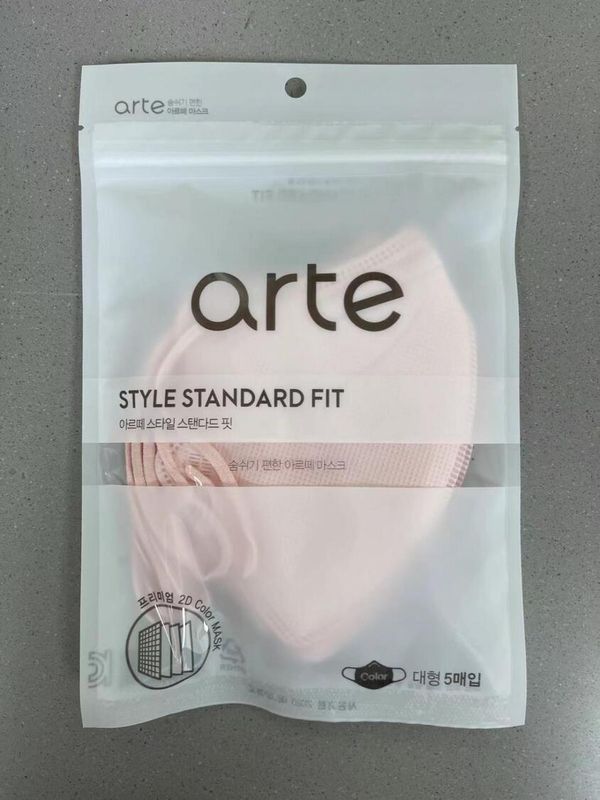 arte 숨쉬기 편한
아르떼 마스크
arte
STYLE STANDARD FIT
아르떼 스타일 스탠다드 핏
숨쉬기 편한 아르떼 마스크
프리미엄 2D Color MASK
Color 대형 5매입